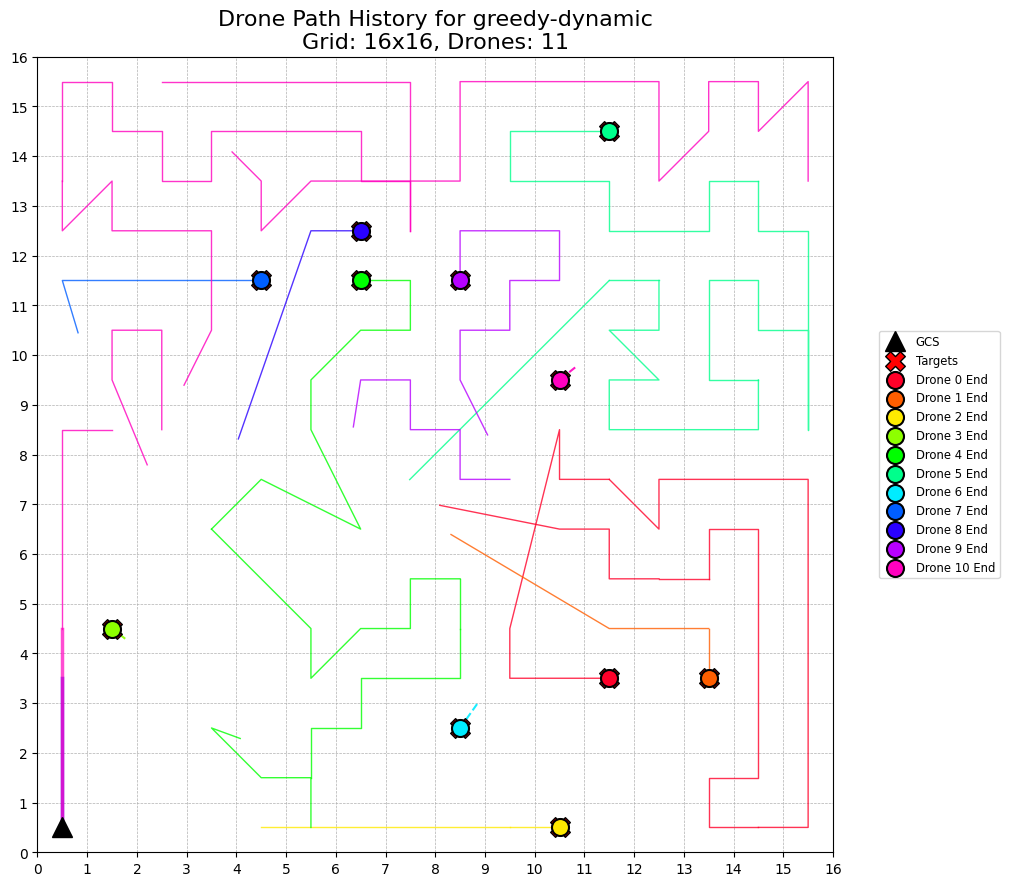 Drone Path History for greedy-dynamic
Grid: 16x16, Drones: 11
16
15
14
13
12
11
10
9
8
7
6
5
4
3
2
1
0
0 1 2 3 4 5 6 7 8 9 10 11 12 13 14 15 16
GCS
Targets
Drone 0 End
Drone 1 End
Drone 2 End
Drone 3 End
Drone 4 End
Drone 5 End
Drone 6 End
Drone 7 End
Drone 8 End
Drone 9 End
Drone 10 End